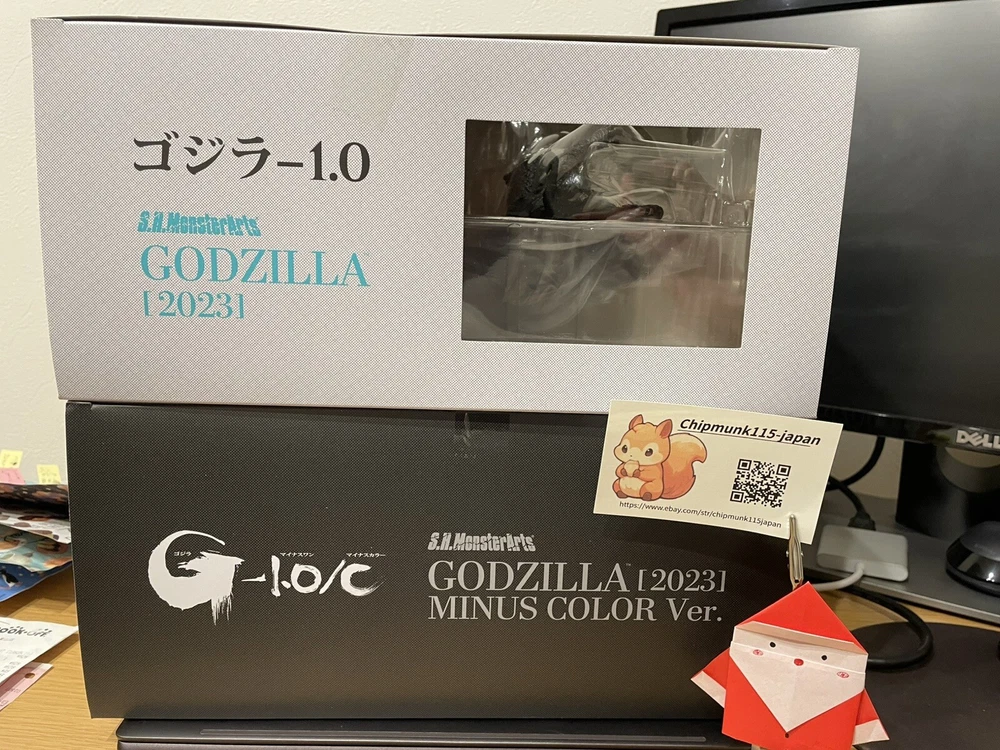 ゴジラ-1.0
S.H.MonsterArts
GODZILLA™
[2023]
Chipmunk115-japan
https://www.ebay.com/str/chipmunk115japan
DELL
ゴジラ マイナスワン マイナスカラー
G-1.0/C
S.H.MonsterArts
GODZILLA™ [2023]
MINUS COLOR Ver.